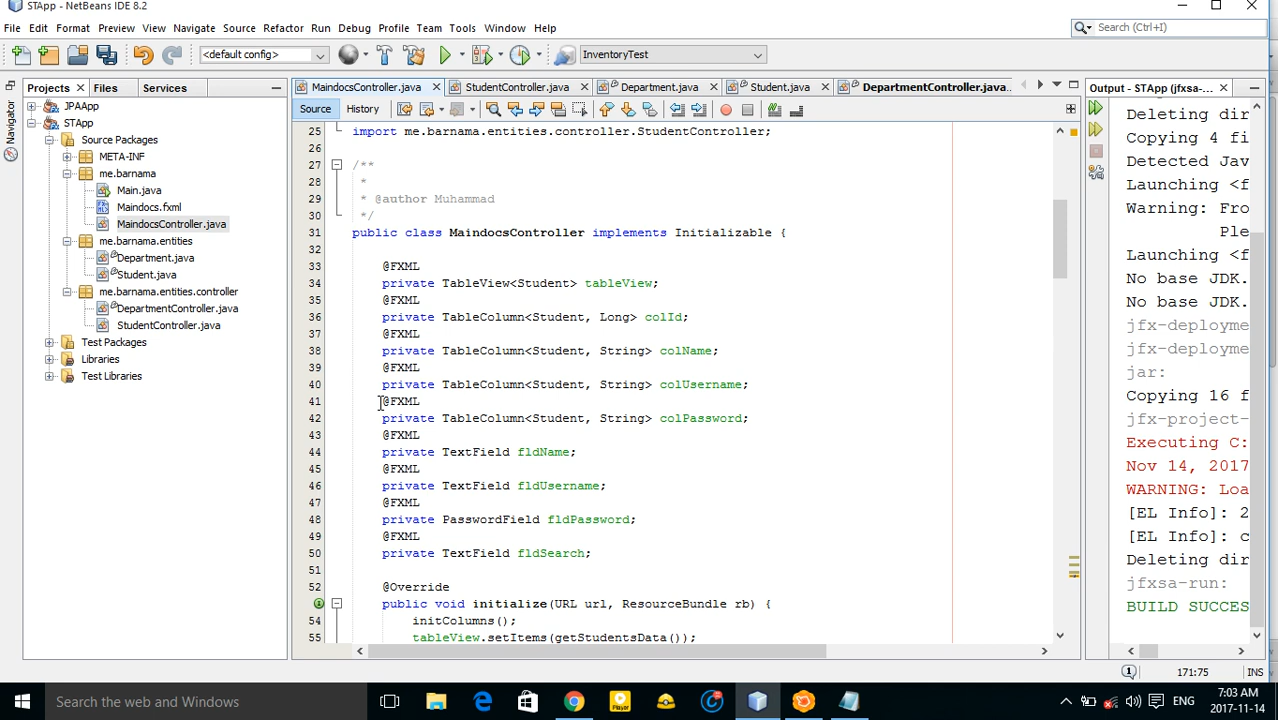 STApp - NetBeans IDE 8.2
File Edit Format Preview View Navigate Source Refactor Run Debug Profile Team Tools Window Help
Search (Ctrl+I)
<default config>
InventoryTest
Projects Files Services
MaindocsController.java StudentController.java Department.java Student.java DepartmentController.java
Output - STApp (jfxsa-...
Source History
Navigator
JPAApp
STApp
Source Packages
META-INF
me.barnama
Main.java
Maindocs.fxml
MaindocsController.java
me.barnama.entities
Department.java
Student.java
me.barnama.entities.controller
DepartmentController.java
StudentController.java
Test Packages
Libraries
Test Libraries
25 import me.barnama.entities.controller.StudentController;
26
27 /**
28 *
29 * @author Muhammad
30 */
31 public class MaindocsController implements Initializable {
32
33 @FXML
34 private TableView<Student> tableView;
35 @FXML
36 private TableColumn<Student, Long> colId;
37 @FXML
38 private TableColumn<Student, String> colName;
39 @FXML
40 private TableColumn<Student, String> colUsername;
41 @FXML
42 private TableColumn<Student, String> colPassword;
43 @FXML
44 private TextField fldName;
45 @FXML
46 private TextField fldUsername;
47 @FXML
48 private PasswordField fldPassword;
49 @FXML
50 private TextField fldSearch;
51
52 @Override
public void initialize(URL url, ResourceBundle rb) {
54 initColumns();
55 tableView.setItems(getStudentsData());
Deleting dir
Copying 4 fi
Detected Jav
Launching <f
Warning: Fro
Ple
Launching <f
No base JDK.
No base JDK.
jfx-deployme
jfx-deployme
jar:
Copying 16 f
jfx-project-
Executing C:
Nov 14, 2017
WARNING: Loa
[EL Info]: 2
[EL Info]: c
Deleting dir
jfxsa-run:
BUILD SUCCES
1 171:75 INS
Search the web and Windows
Player
ENG
7:03 AM
2017-11-14